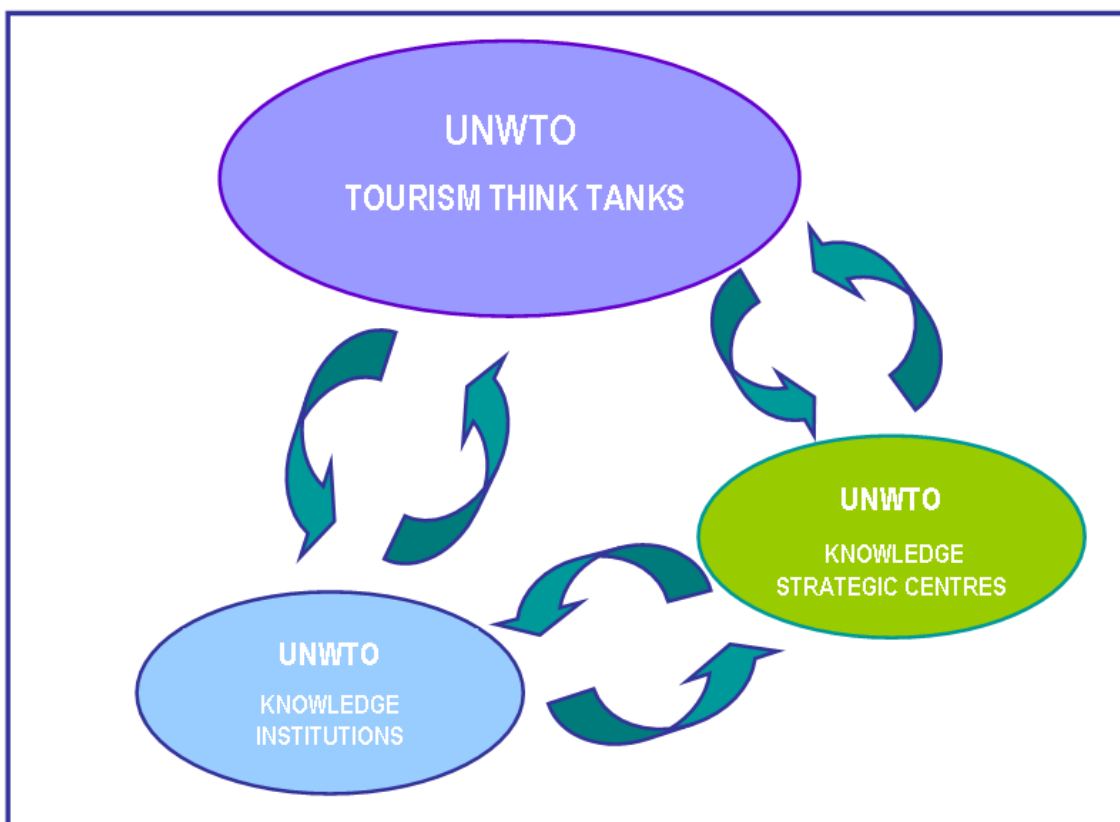 UNWTO
TOURISM THINK TANKS
UNWTO
KNOWLEDGE
STRATEGIC CENTRES
UNWTO
KNOWLEDGE
INSTITUTIONS